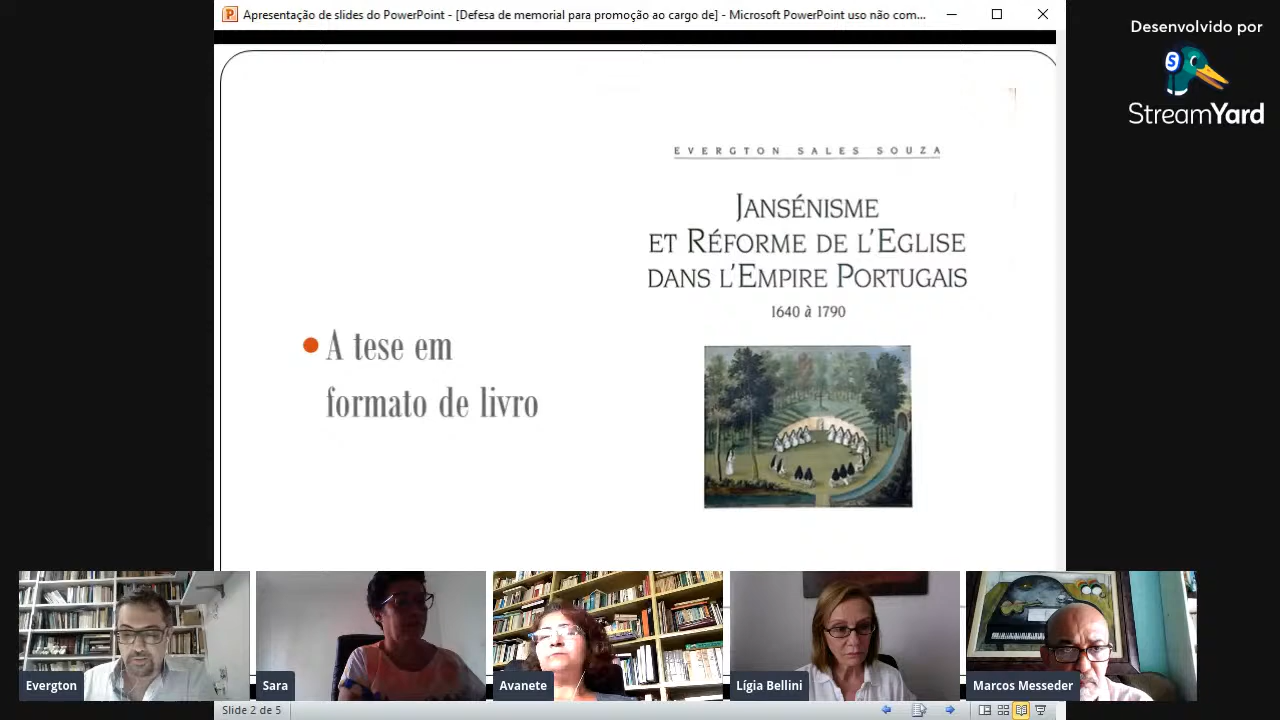 Apresentação de slides do PowerPoint - [Defesa de memorial para promoção ao cargo de] - Microsoft PowerPoint uso não com...
Desenvolvido por
S
StreamYard
EVERGTON SALES SOUZA
JANSÉNISME
ET RÉFORME DE L'EGLISE
DANS L'EMPIRE PORTUGAIS
1640 à 1790
A tese em
formato de livro
Evergton
Sara
Avanete
Lígia Bellini
Marcos Messeder
Slide 2 de 5